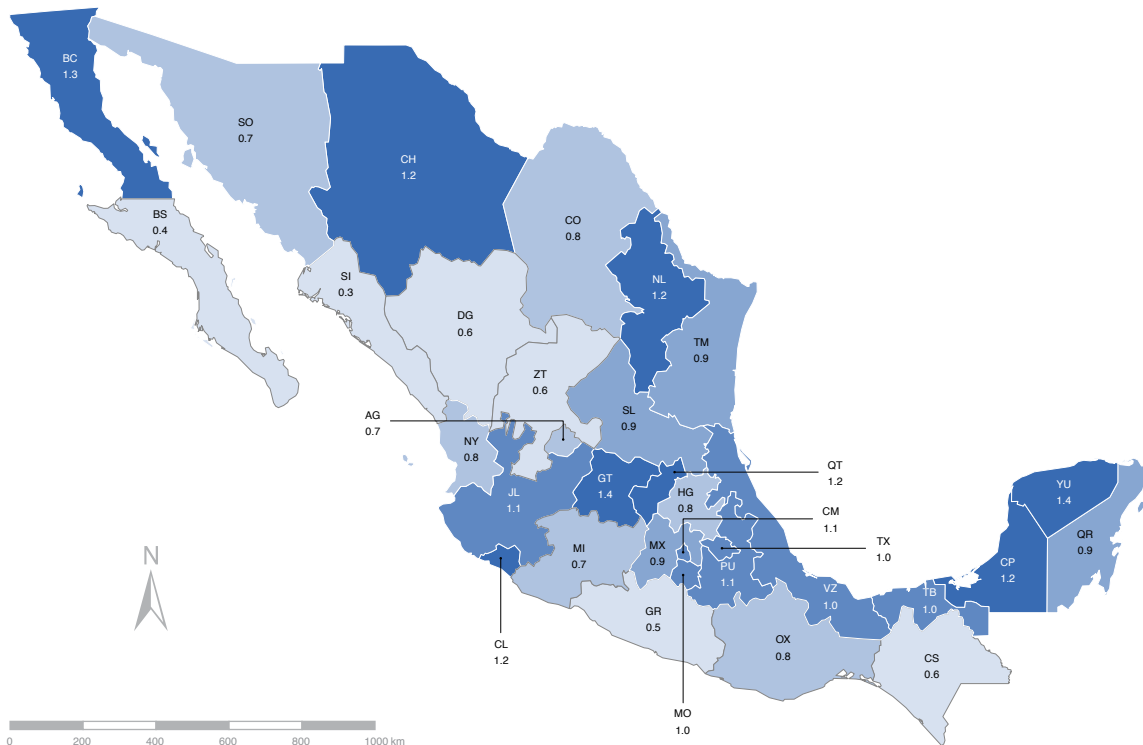 BC
1.3
SO
0.7
CH
1.2
BS
0.4
CO
0.8
SI
0.3
NL
1.2
DG
0.6
TM
0.9
ZT
0.6
AG
0.7
SL
0.9
NY
0.8
QT
1.2
JL
1.1
GT
1.4
HG
0.8
YU
1.4
CM
1.1
QR
0.9
TX
1.0
MI
0.7
MX
0.9
PU
1.1
CP
1.2
VZ
1.0
TB
1.0
GR
0.5
CL
1.2
OX
0.8
CS
0.6
MO
1.0
N
0 200 400 600 800 1000 km